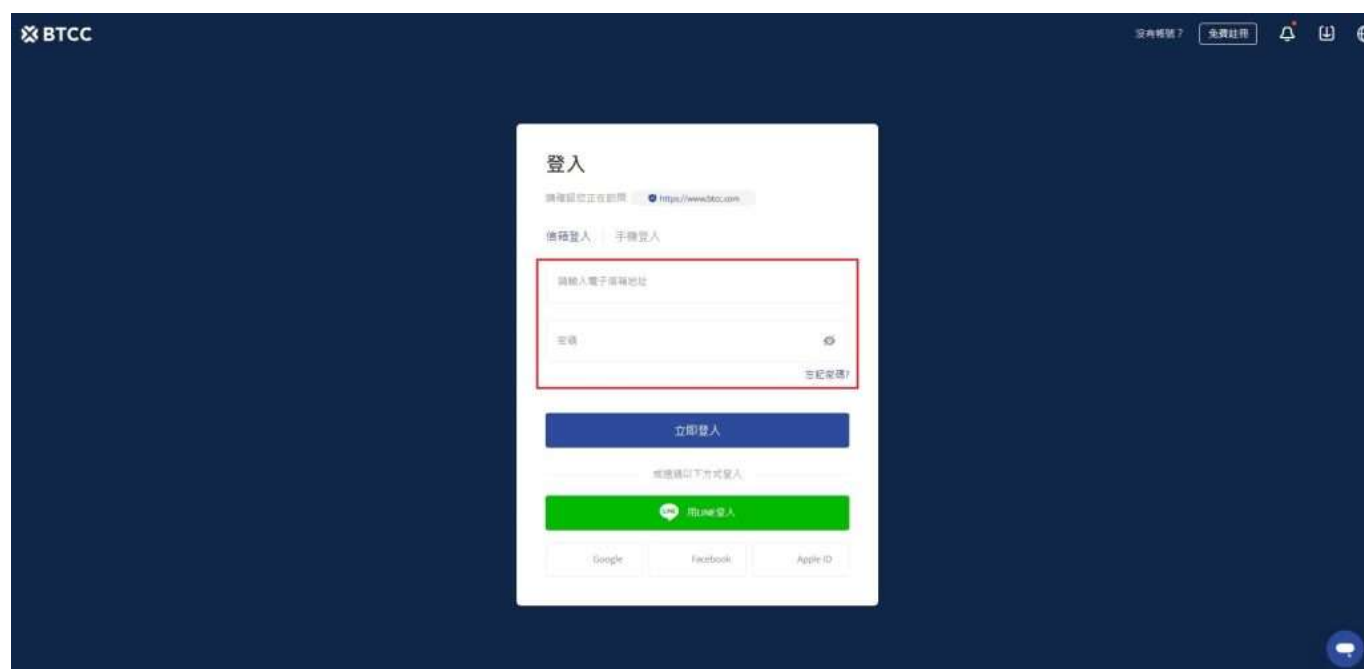 BTCC
沒有帳號？ 免費註冊
登入
請確認您正在訪問 https://www.btcc.com
信箱登入 手機登入
請輸入電子信箱地址
密碼
忘記密碼?
立即登入
或透過以下方式登入
LINE 用LINE登入
Google Facebook Apple ID